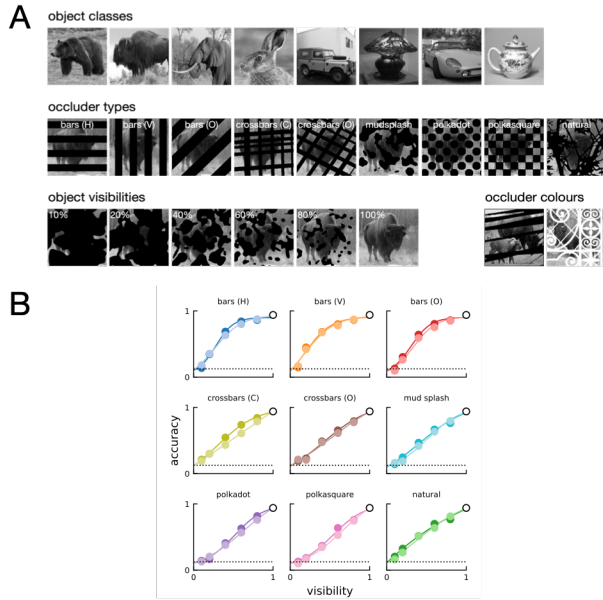 A
object classes
occluder types
bars (H) bars (V) bars (O) crossbars (C) crossbars (O) mudsplash polkadot polkasquare natural
object visibilities occluder colours
10% 20% 40% 60% 80% 100%
B
bars (H) bars (V) bars (O)
1
0
crossbars (C) crossbars (O) mud splash
1
accuracy
0
polkadot polkasquare natural
1
0
0 1 0 1 0 1
visibility